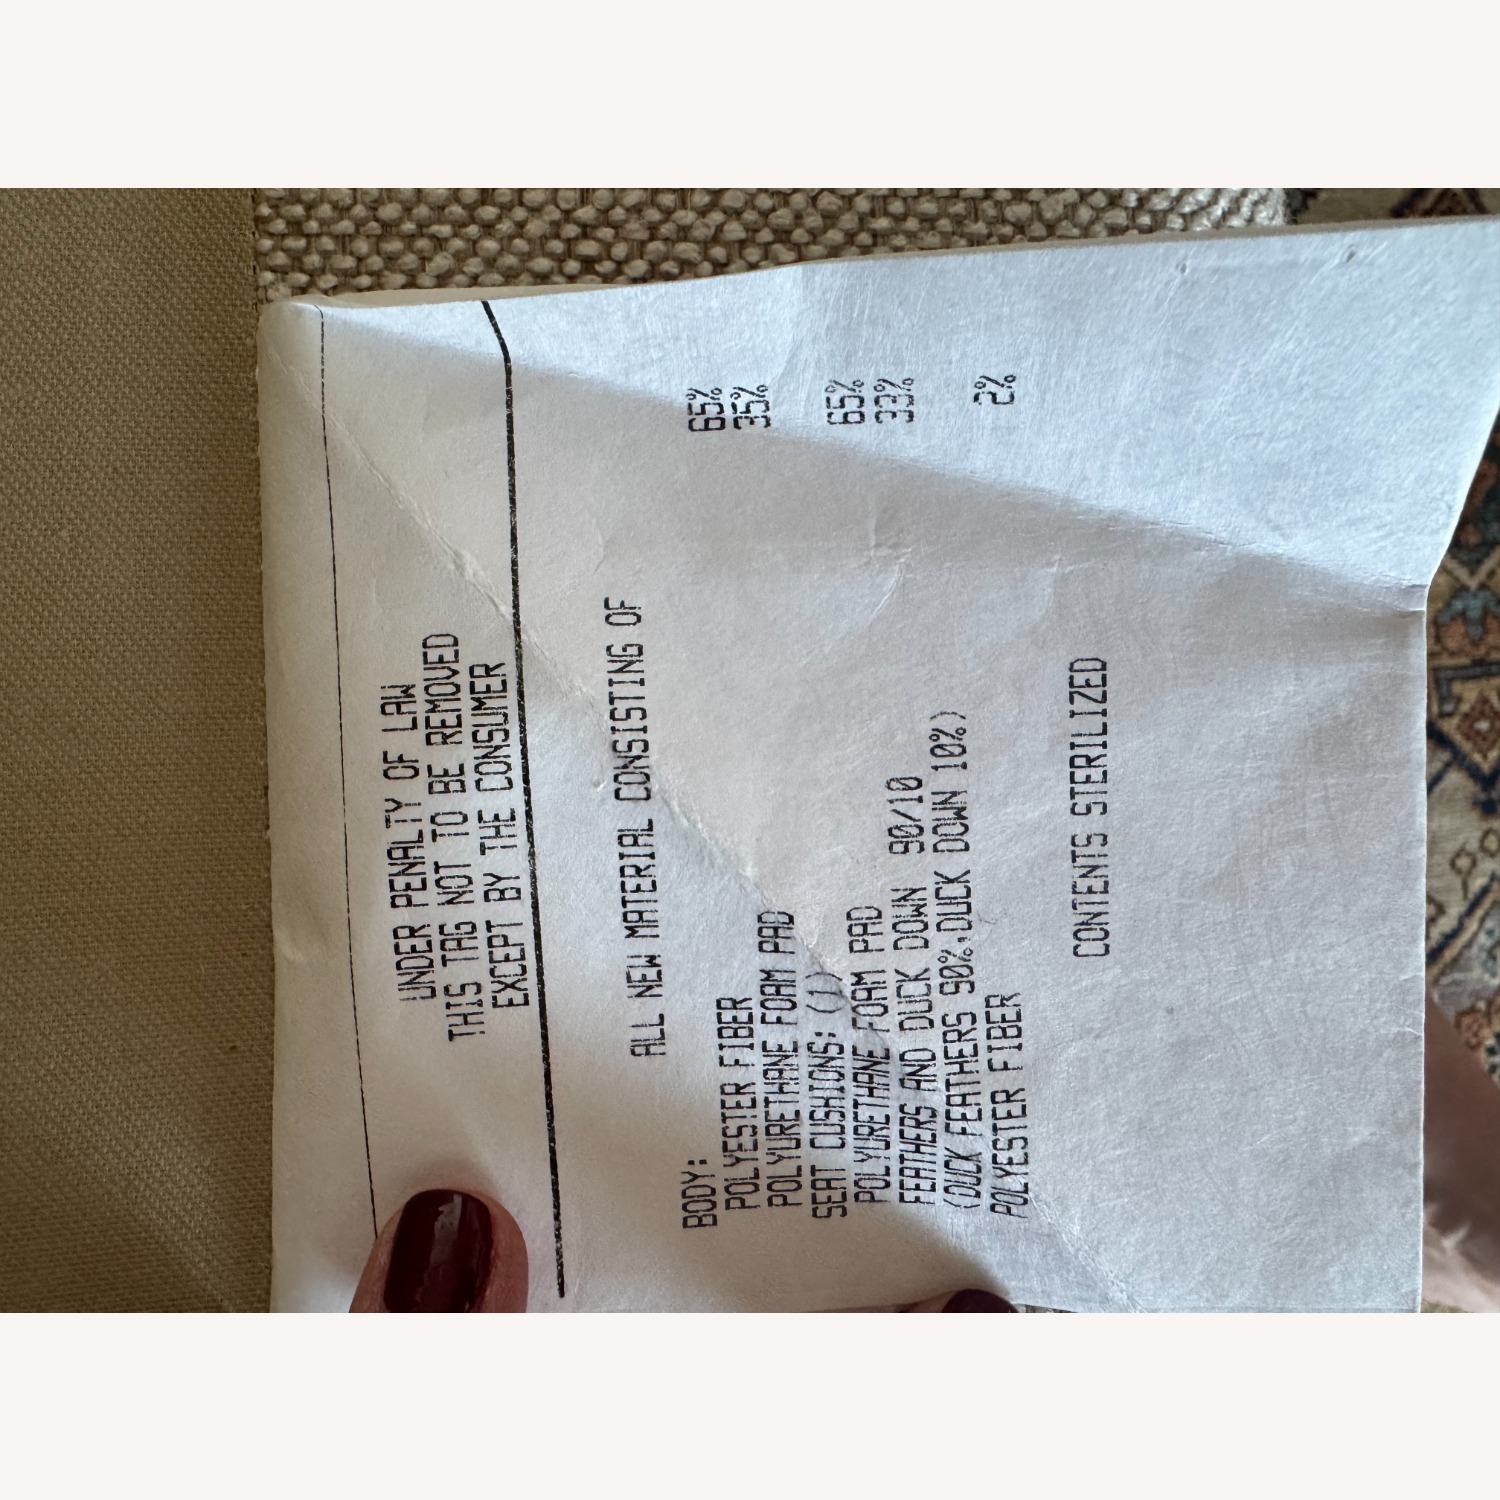 UNDER PENALTY OF LAW
THIS TAG NOT TO BE REMOVED
EXCEPT BY THE CONSUMER
ALL NEW MATERIAL CONSISTING OF
BODY:
POLYESTER FIBER 65%
POLYURETHANE FOAM PAD 35%
SEAT CUSHIONS: (1)
POLYURETHANE FOAM PAD 65%
FEATHERS AND DUCK DOWN 90/10 33%
(DUCK FEATHERS 90%,DUCK DOWN 10%)
POLYESTER FIBER 2%
CONTENTS STERILIZED